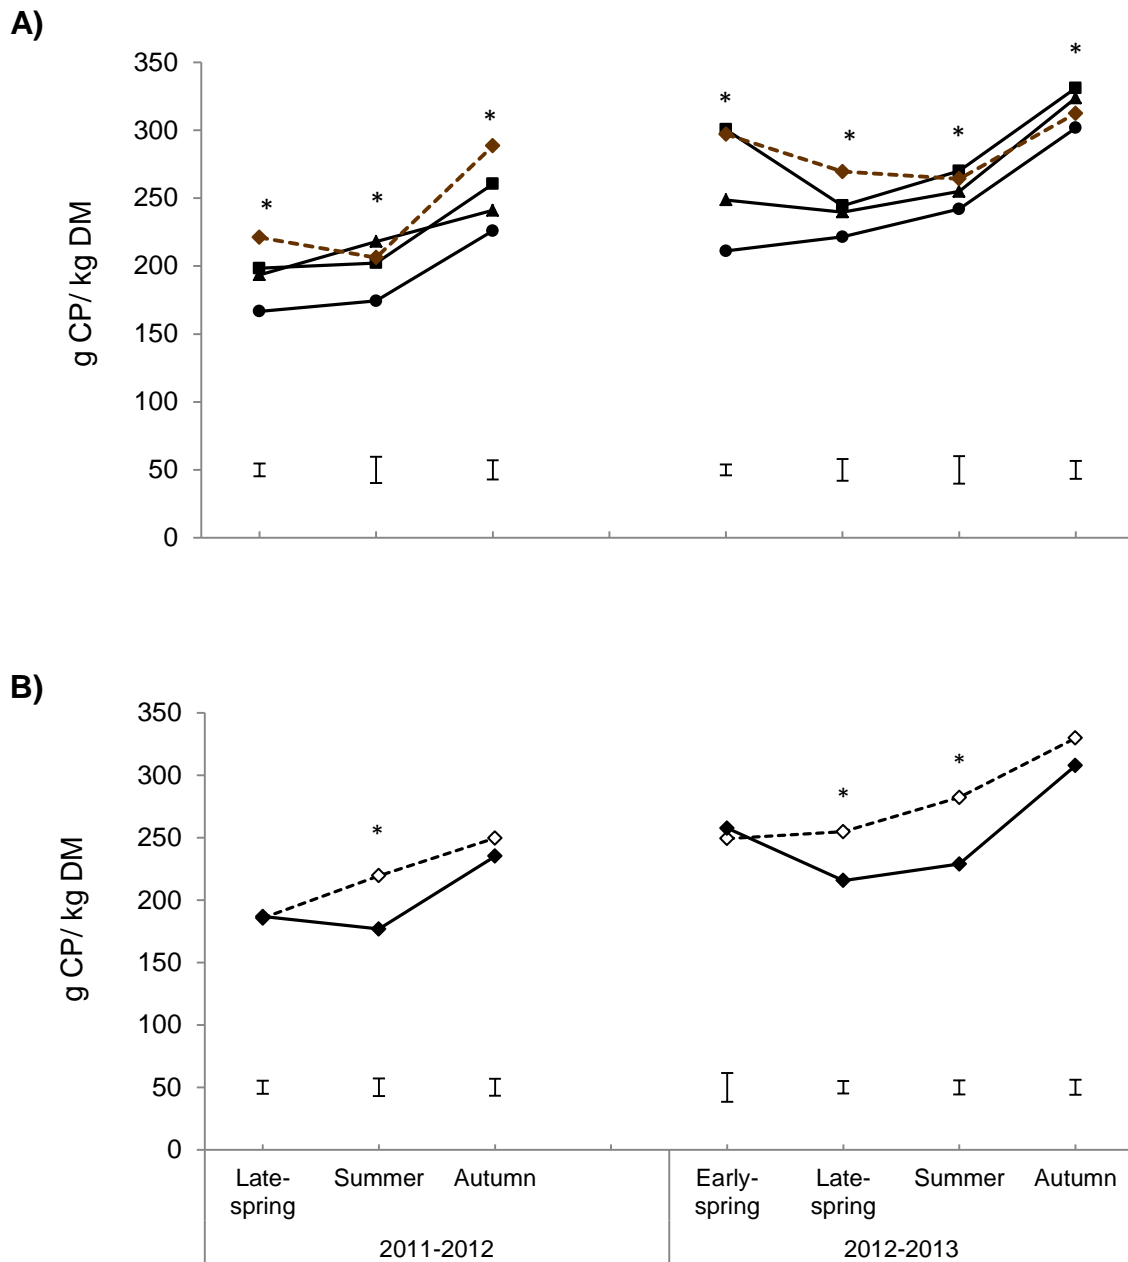 A)
350
300
250
200
150
100
50
0
g CP/ kg DM
*
*
*
*
*
*
*
B)
350
300
250
200
150
100
50
0
g CP/ kg DM
*
*
*
Late-
spring
Summer
Autumn
Early-
spring
Late-
spring
Summer
Autumn
2011-2012
2012-2013